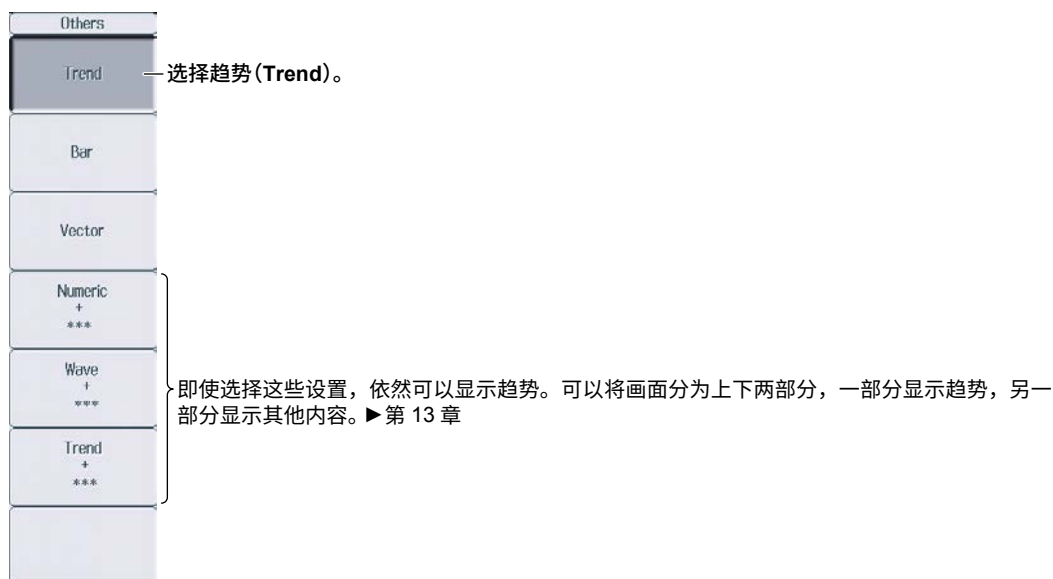 Others
Trend
选择趋势(Trend)。
Bar
Vector
Numeric
+
***
Wave
+
***
即使选择这些设置，依然可以显示趋势。可以将画面分为上下两部分，一部分显示趋势，另一
部分显示其他内容。►第 13 章
Trend
+
***